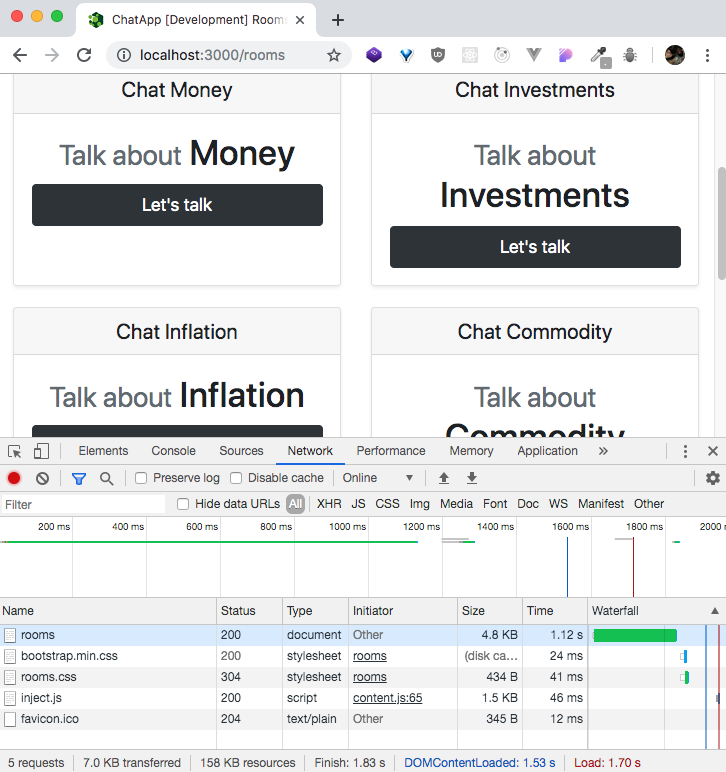 ChatApp [Development] Rooms
localhost:3000/rooms
Chat Money
Chat Investments
Talk about Money
Talk about
Investments
Let's talk
Let's talk
Chat Inflation
Chat Commodity
Talk about Inflation
Talk about
Commodity
Elements Console Sources Network Performance Memory Application »
Preserve log Disable cache Online
Filter Hide data URLs All XHR JS CSS Img Media Font Doc WS Manifest Other
200 ms 400 ms 600 ms 800 ms 1000 ms 1200 ms 1400 ms 1600 ms 1800 ms 2000 m
Name Status Type Initiator Size Time Waterfall
rooms 200 document Other 4.8 KB 1.12 s
bootstrap.min.css 200 stylesheet rooms (disk ca... 24 ms
rooms.css 304 stylesheet rooms 434 B 41 ms
inject.js 200 script content.js:65 1.5 KB 46 ms
favicon.ico 204 text/plain Other 345 B 12 ms
5 requests 7.0 KB transferred 158 KB resources Finish: 1.83 s DOMContentLoaded: 1.53 s Load: 1.70 s